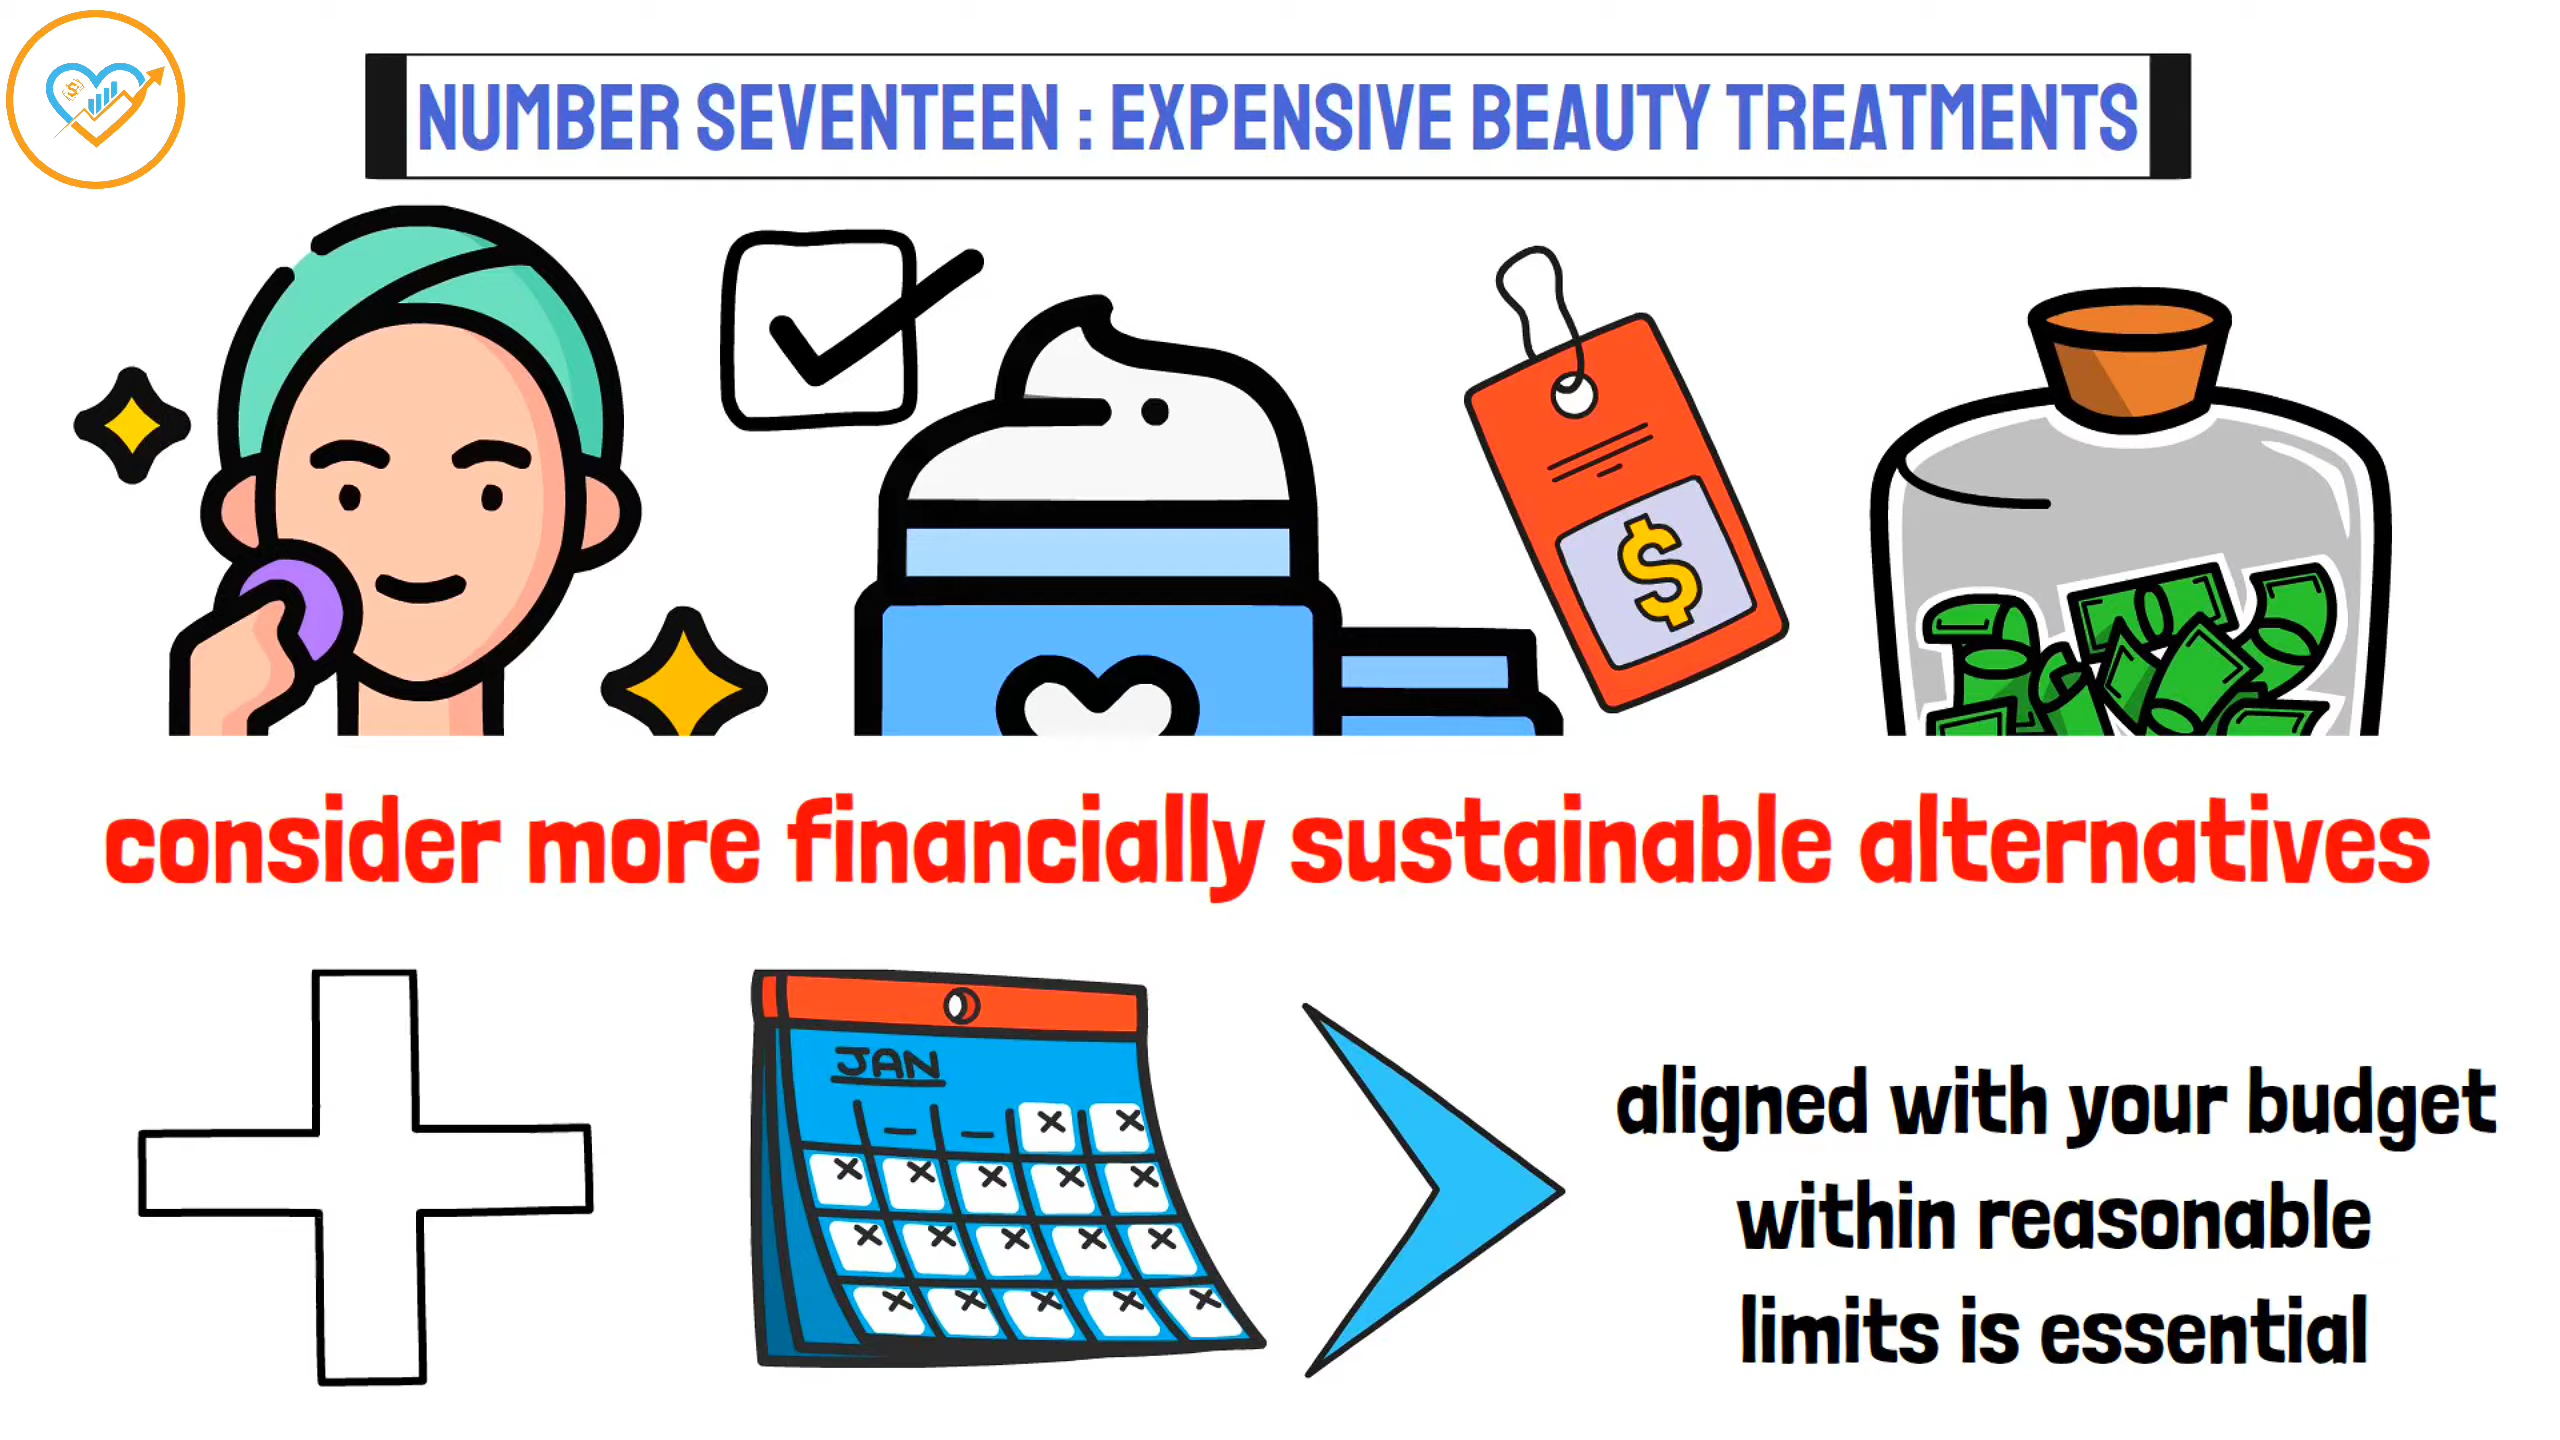 NUMBER SEVENTEEN : EXPENSIVE BEAUTY TREATMENTS
$
$
consider more financially sustainable alternatives
JAN
aligned with your budget
within reasonable
limits is essential